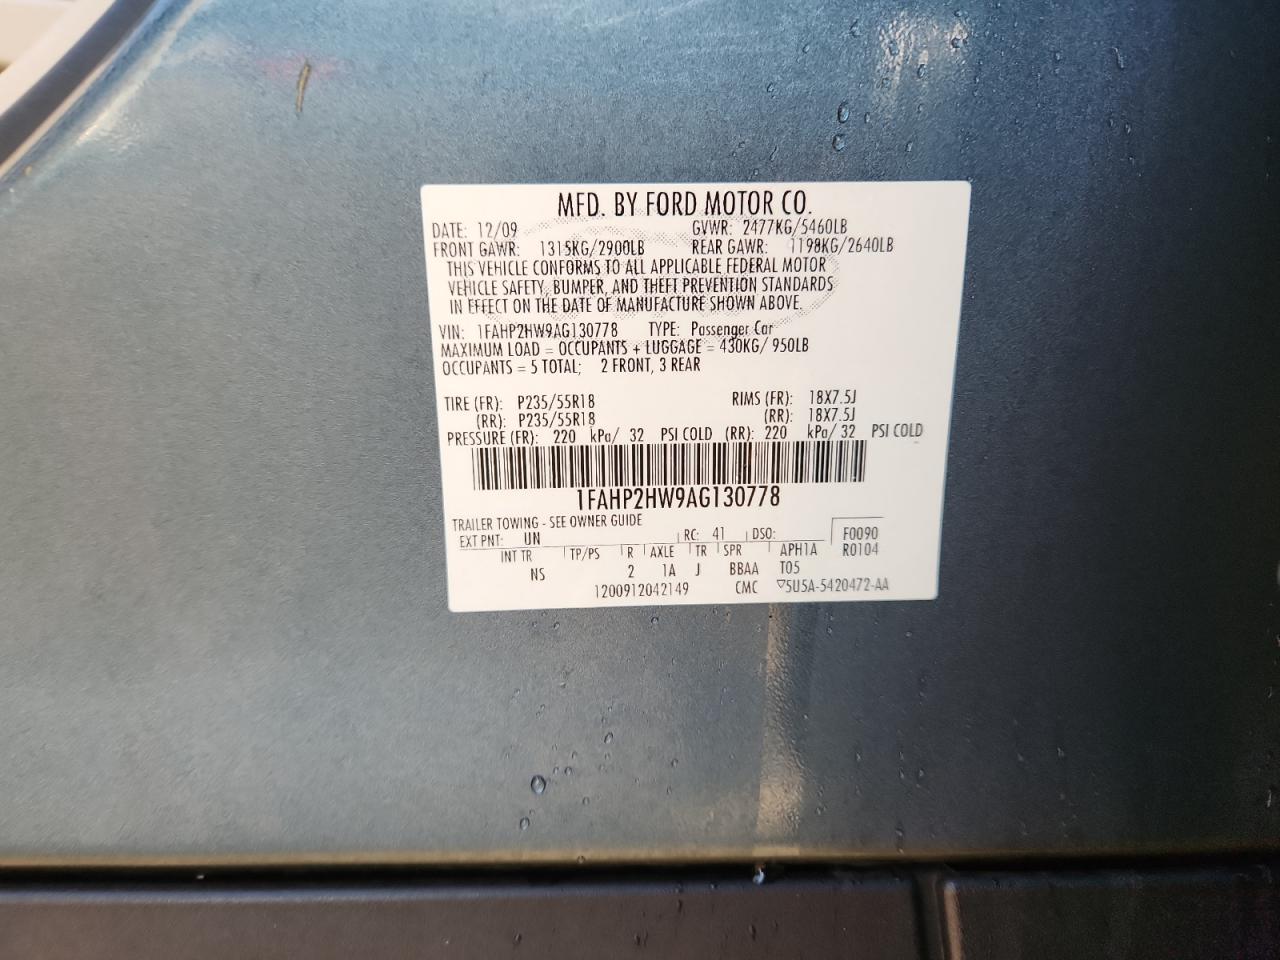 MFD. BY FORD MOTOR CO.
DATE: 12/09 GVWR: 2477KG/5460LB
FRONT GAWR: 1315KG/2900LB REAR GAWR: 1198KG/2640LB
THIS VEHICLE CONFORMS TO ALL APPLICABLE FEDERAL MOTOR
VEHICLE SAFETY, BUMPER, AND THEFT PREVENTION STANDARDS
IN EFFECT ON THE DATE OF MANUFACTURE SHOWN ABOVE.
VIN: 1FAHP2HW9AG130778 TYPE: Passenger Car
MAXIMUM LOAD = OCCUPANTS + LUGGAGE = 430KG/ 950LB
OCCUPANTS = 5 TOTAL; 2 FRONT, 3 REAR
TIRE (FR): P235/55R18 RIMS (FR): 18X7.5J
(RR): P235/55R18 (RR): 18X7.5J
PRESSURE (FR): 220 kPa/ 32 PSI COLD (RR): 220 kPa/ 32 PSI COLD
1FAHP2HW9AG130778
TRAILER TOWING - SEE OWNER GUIDE
EXT PNT: UN RC: 41 DSO: F0090
INT TR TP/PS R AXLE TR SPR APH1A R0104
NS 2 1A J BBAA T05
1200912042149 CMC ▽5U5A-5420472-AA